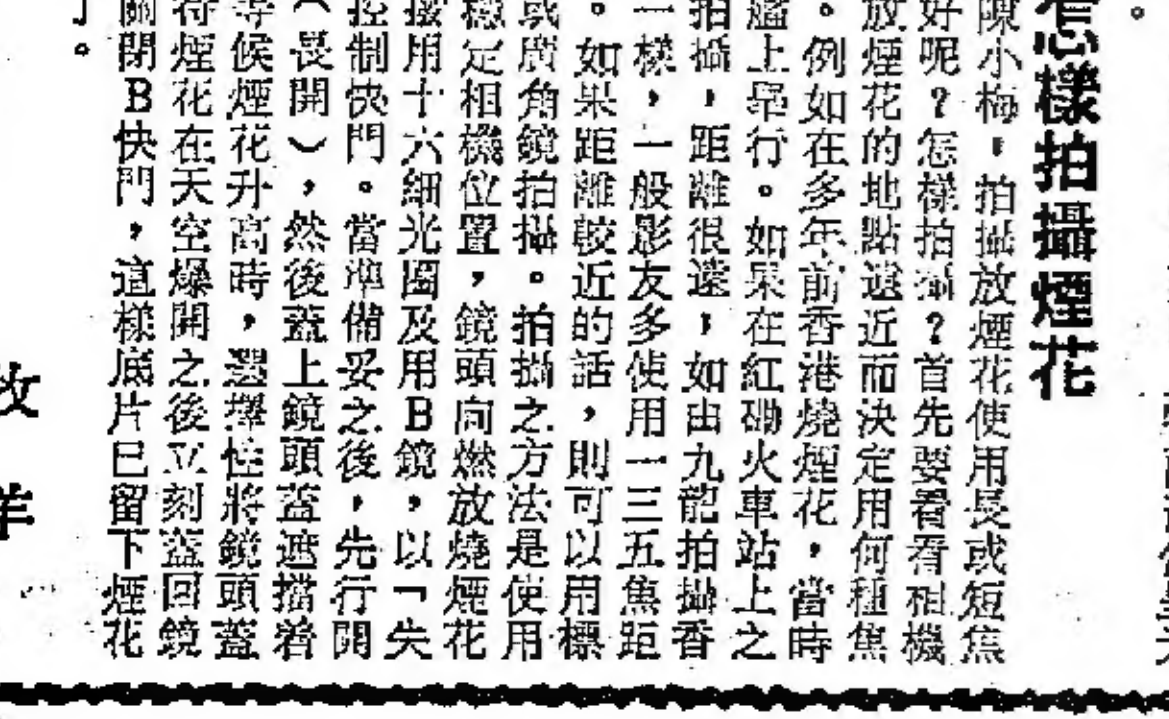 怎樣拍攝煙花
陳小梅，拍攝放煙花使用長或短焦
好呢？怎樣拍攝？首先要看看相機
放煙花的地點遠近而決定用何種焦
。例如在多年前香港燒煙花，當時
艦上舉行。如果在紅磡火車站上之
拍攝，距離很遠，如由九龍拍攝香
一樣，一般影友多使用一三五焦距
。如果距離較近的話，則可以用標
或廣角鏡拍攝。拍攝之方法是使用
機定相機位置，鏡頭向燃放燒煙花
接用十六細光圈及用B鏡，以「失
控制快門。當準備妥之後，先行開
（長開），然後蓋上鏡頭蓋遮擋着
等候煙花升高時，選擇性將鏡頭蓋
待煙花在天空爆開之後立刻蓋回鏡
關閉B快門，這樣底片已留下煙花
。